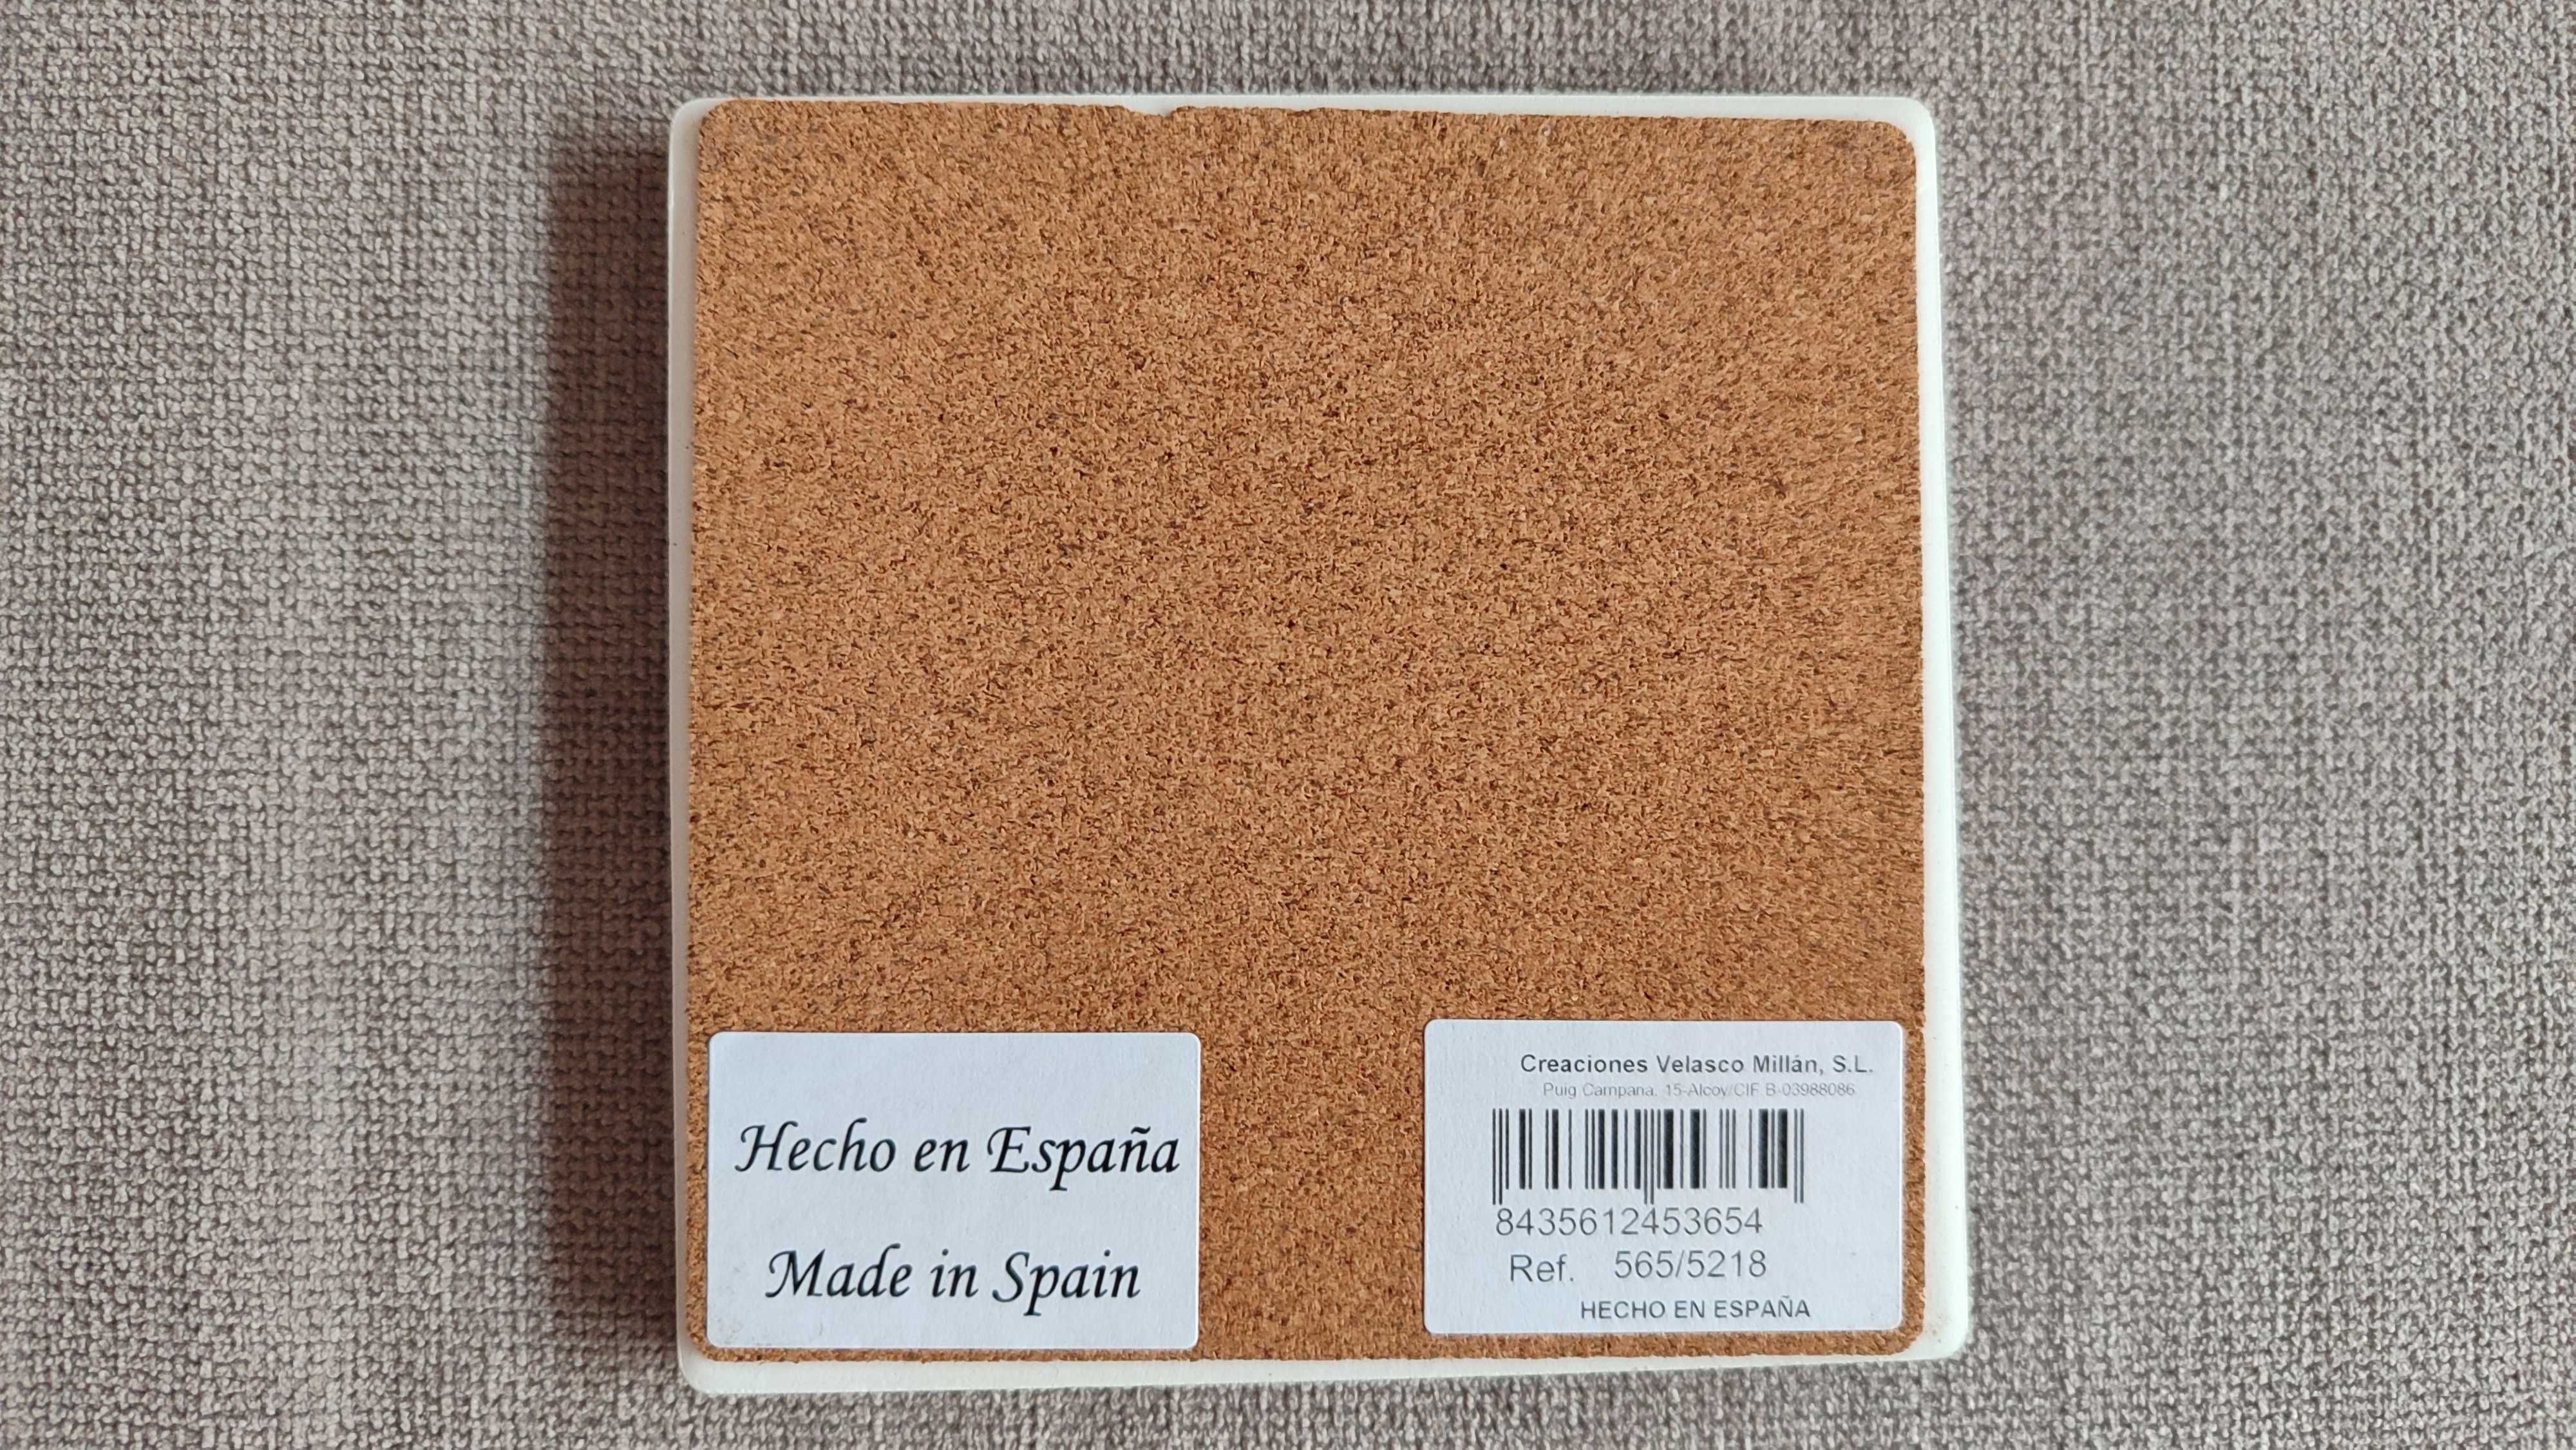 Hecho en España
Made in Spain
Creaciones Velasco Millán, S.L.
Puig Campana, 15-Alcoy/CIF B-03988086
8435612453654
Ref. 565/5218
HECHO EN ESPAÑA